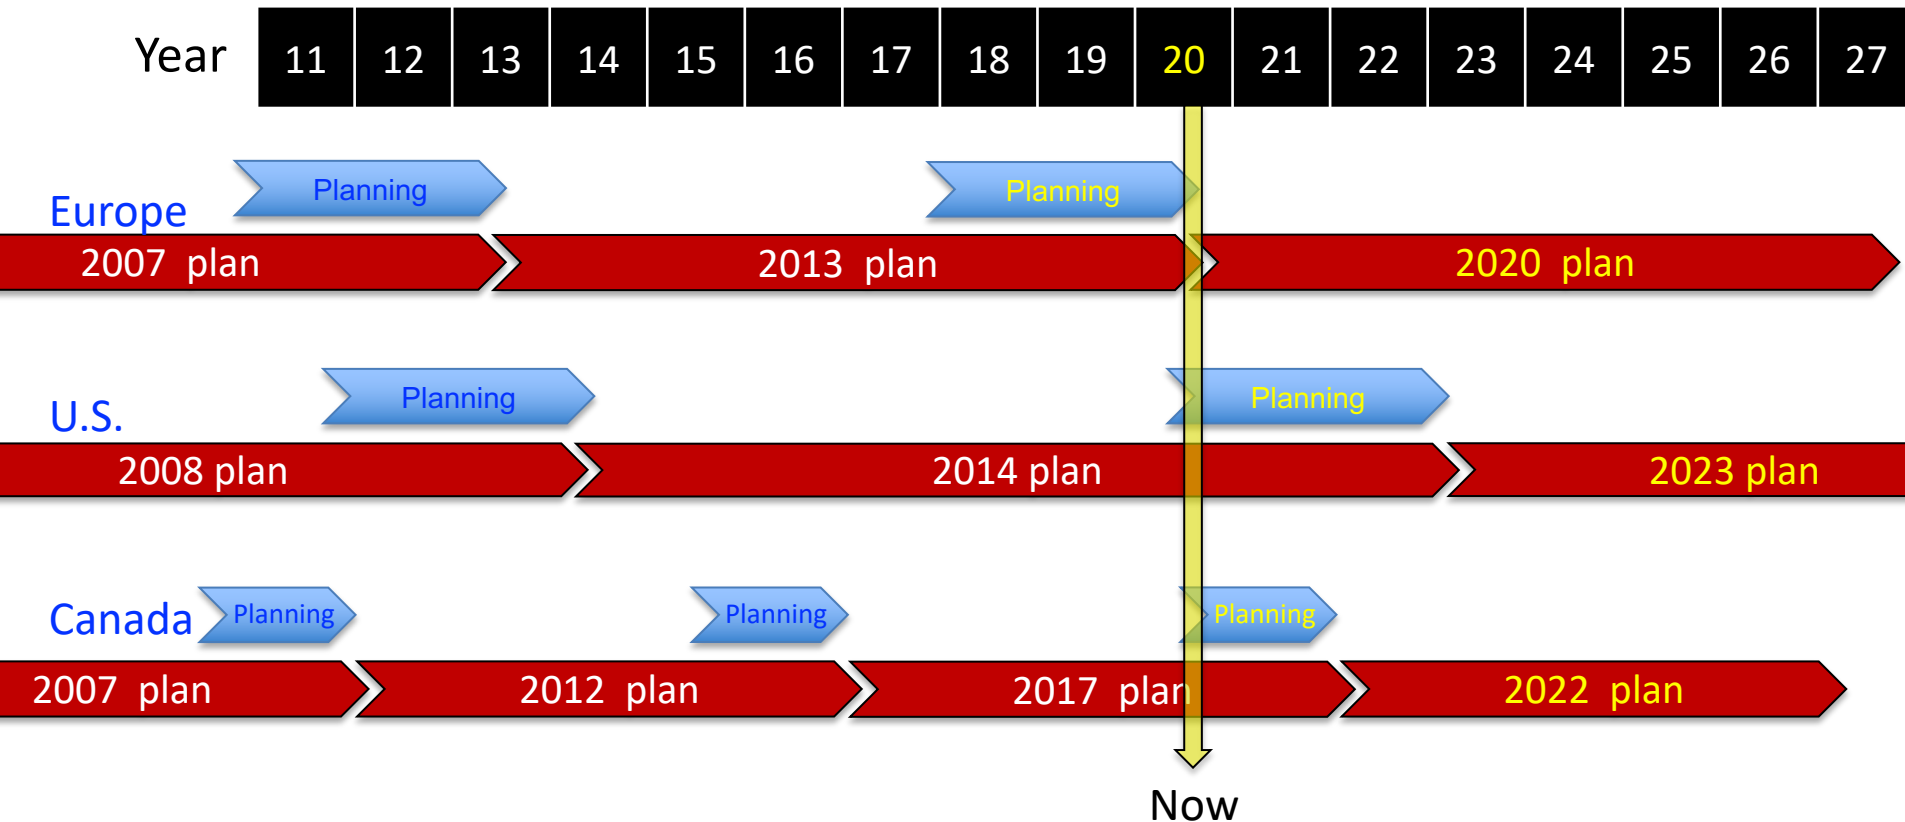 Year 11 12 13 14 15 16 17 18 19 20 21 22 23 24 25 26 27
Planning Planning
Europe
2007 plan 2013 plan 2020 plan
Planning Planning
U.S.
2008 plan 2014 plan 2023 plan
Canada Planning Planning Planning
2007 plan 2012 plan 2017 plan 2022 plan
Now